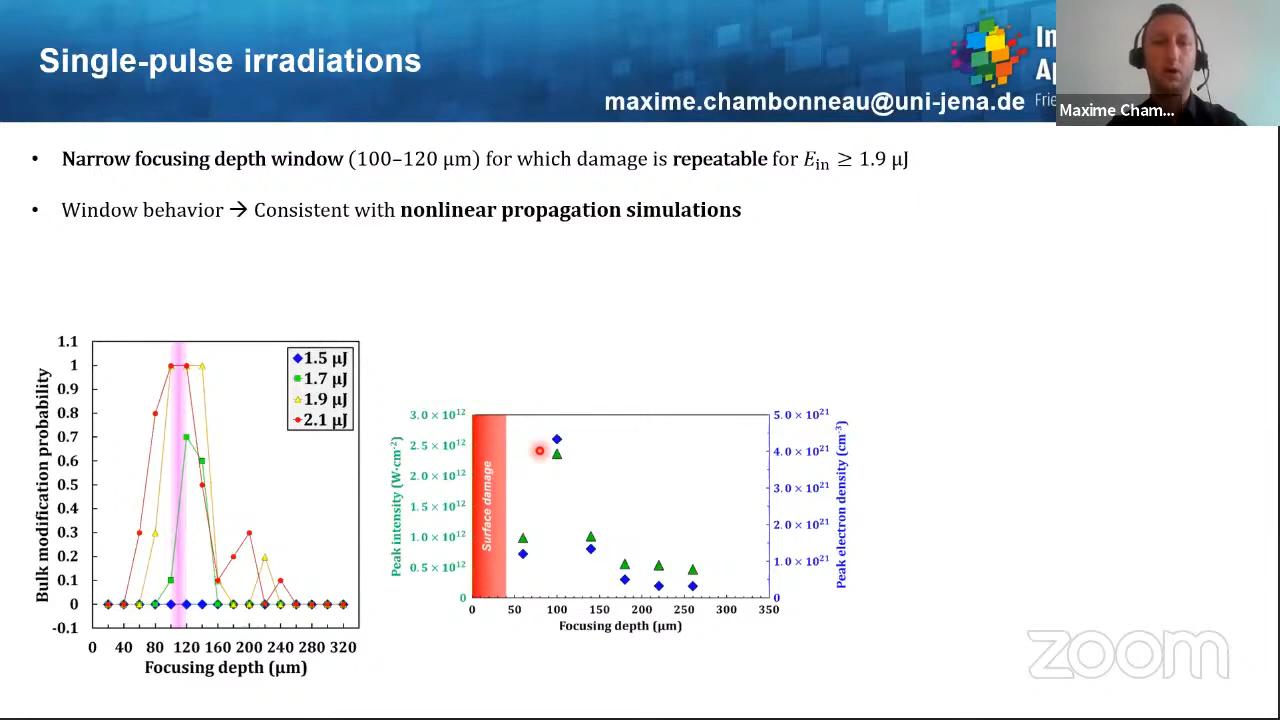 Single-pulse irradiations
maxime.chambonneau@uni-jena.de
Maxime Cham...
• Narrow focusing depth window (100–120 μm) for which damage is repeatable for E_in ≥ 1.9 μJ
• Window behavior → Consistent with nonlinear propagation simulations
Bulk modification probability
1.1
1
0.9
0.8
0.7
0.6
0.5
0.4
0.3
0.2
0.1
0
-0.1
1.5 μJ
1.7 μJ
1.9 μJ
2.1 μJ
0 40 80 120 160 200 240 280 320
Focusing depth (μm)
Peak intensity (W·cm⁻²)
3.0 × 10¹²
2.5 × 10¹²
2.0 × 10¹²
1.5 × 10¹²
1.0 × 10¹²
0.5 × 10¹²
0
Surface damage
5.0 × 10²¹
4.0 × 10²¹
3.0 × 10²¹
2.0 × 10²¹
1.0 × 10²¹
0
Peak electron density (cm⁻³)
0 50 100 150 200 250 300 350
Focusing depth (μm)
zoom